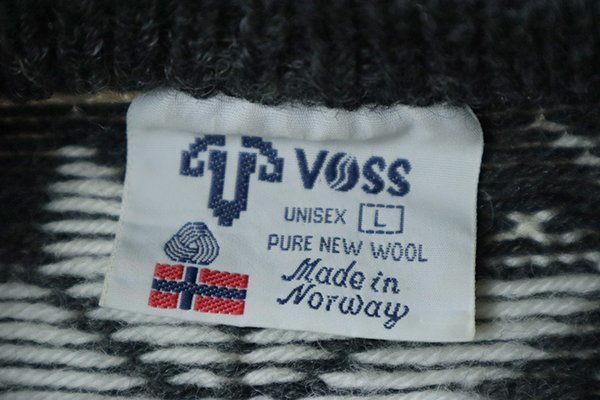 VOSS
UNISEX L
PURE NEW WOOL
Made in
Norway